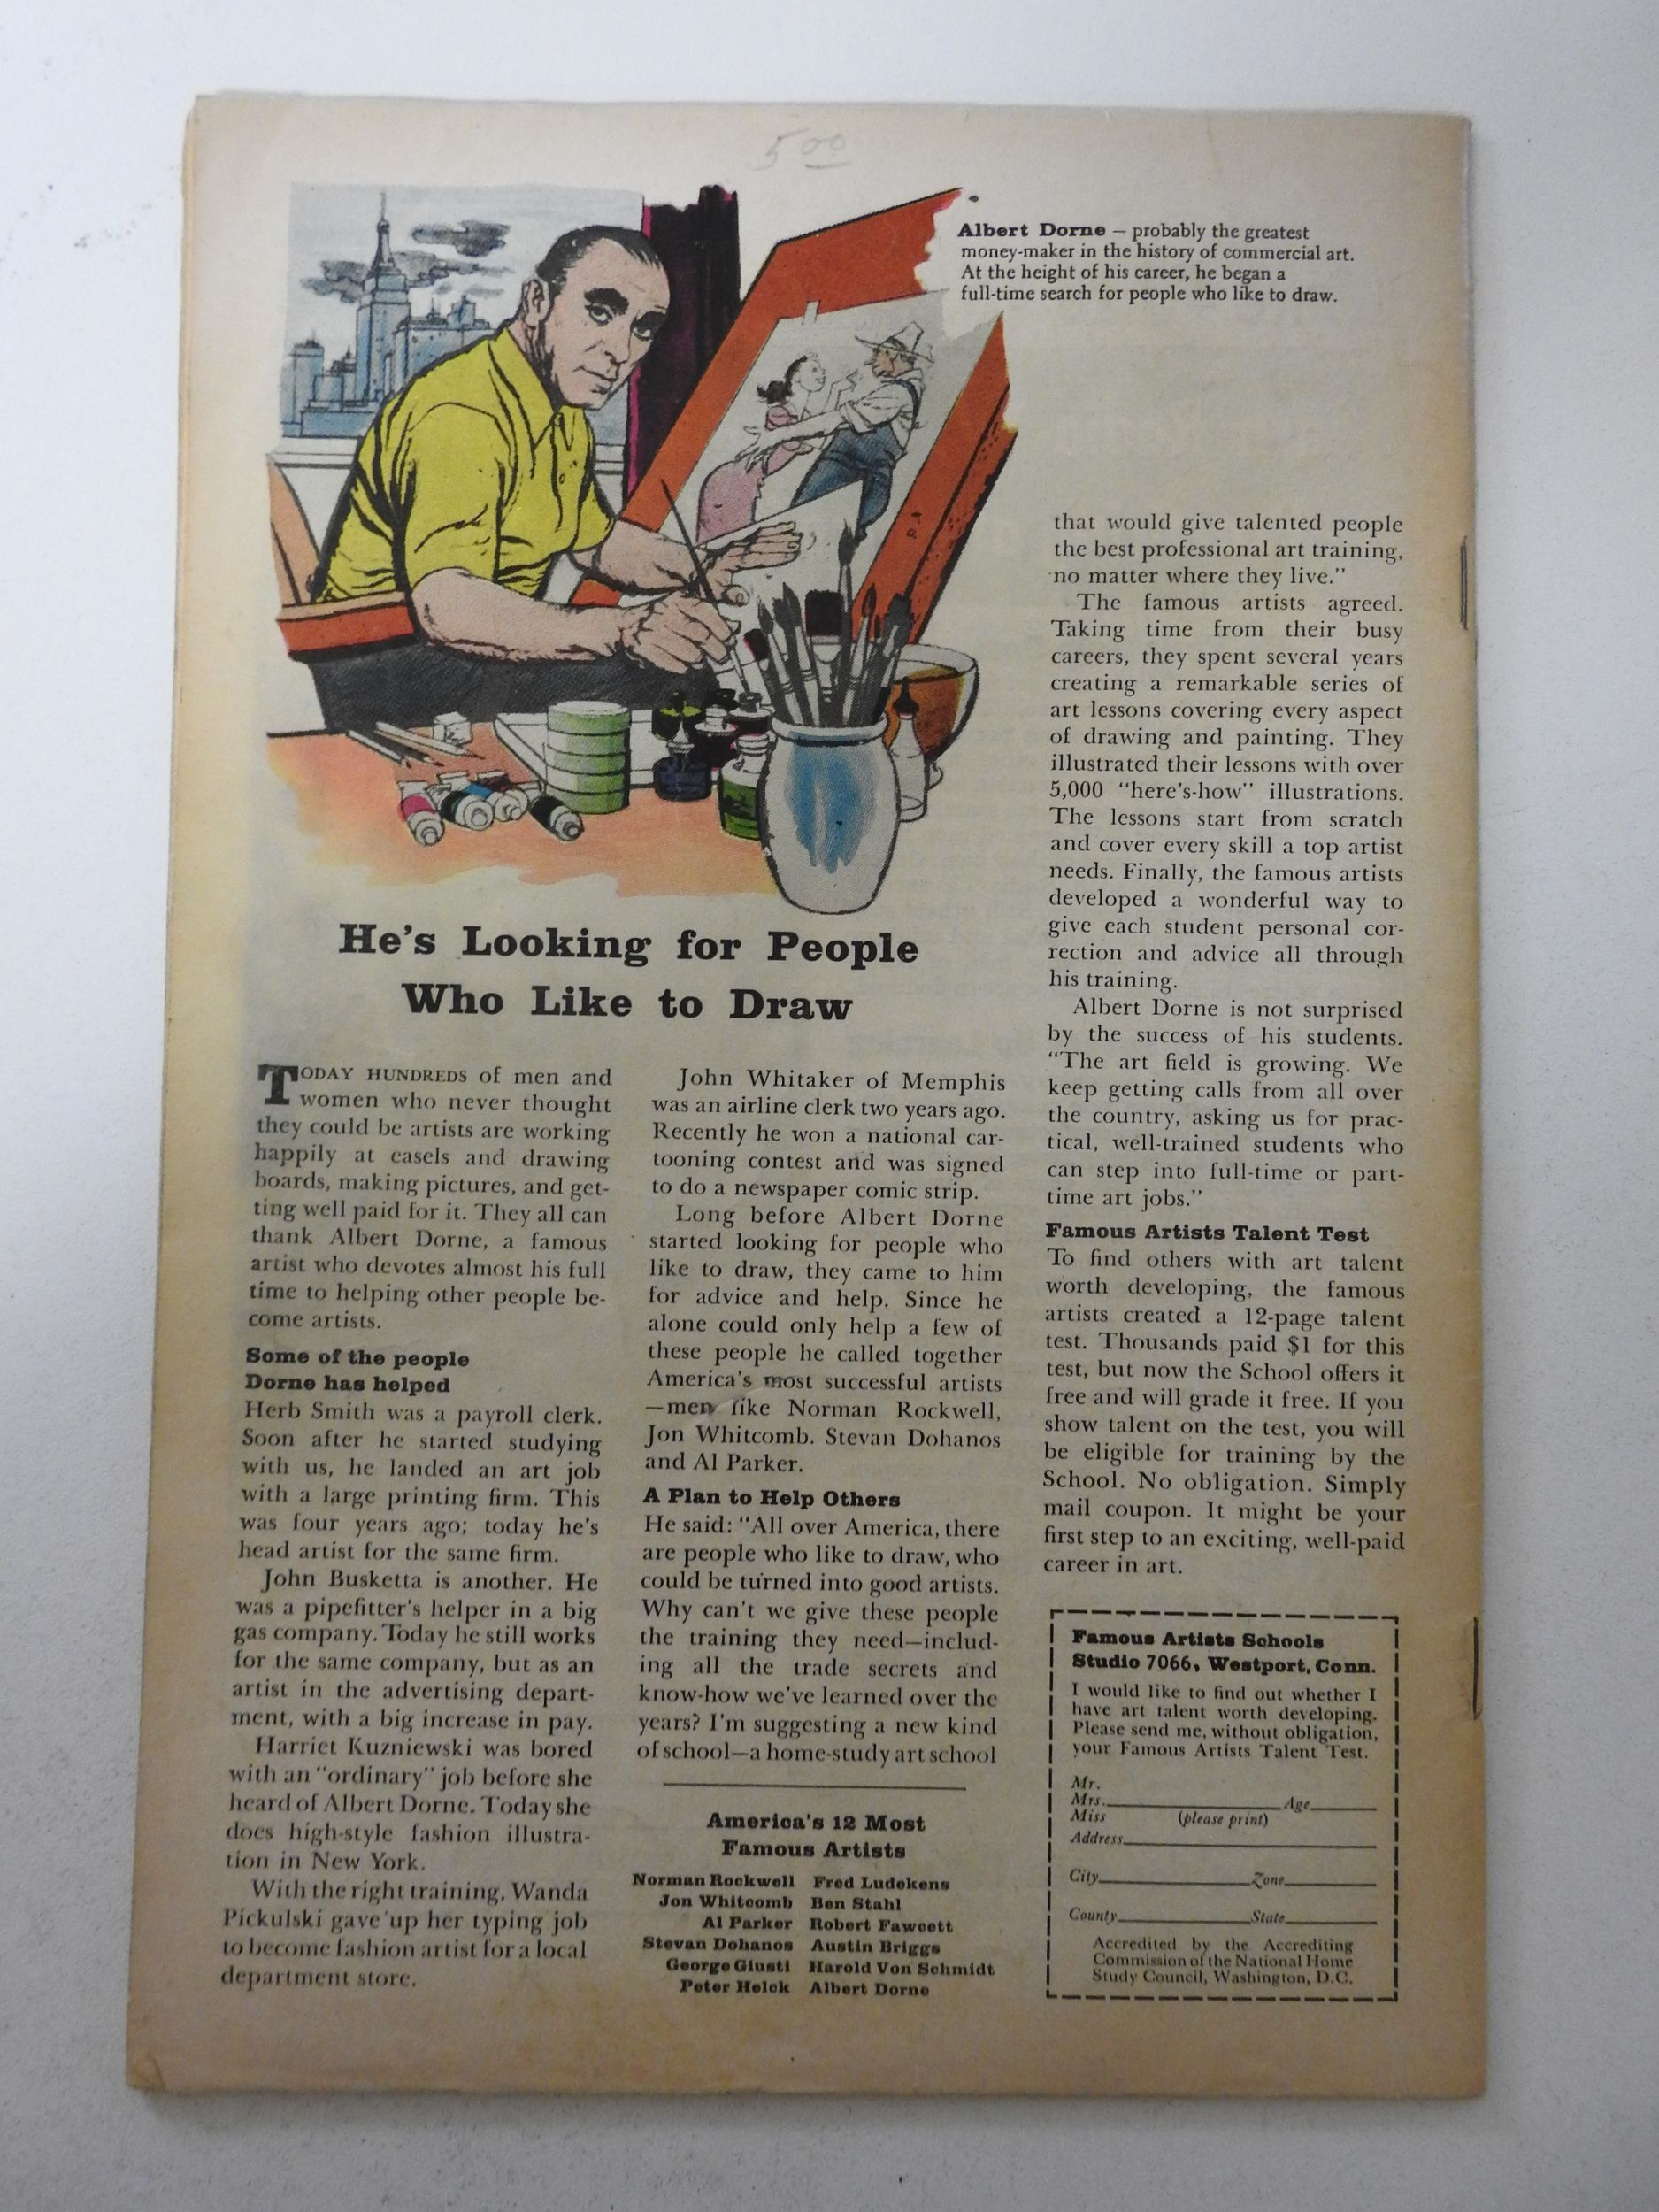 5 00
Albert Dorne — probably the greatest
money-maker in the history of commercial art.
At the height of his career, he began a
full-time search for people who like to draw.
He's Looking for People
Who Like to Draw
TODAY HUNDREDS of men and
women who never thought
they could be artists are working
happily at easels and drawing
boards, making pictures, and get-
ting well paid for it. They all can
thank Albert Dorne, a famous
artist who devotes almost his full
time to helping other people be-
come artists.
Some of the people
Dorne has helped
Herb Smith was a payroll clerk.
Soon after he started studying
with us, he landed an art job
with a large printing firm. This
was four years ago; today he's
head artist for the same firm.
John Busketta is another. He
was a pipefitter's helper in a big
gas company. Today he still works
for the same company, but as an
artist in the advertising depart-
ment, with a big increase in pay.
Harriet Kuzniewski was bored
with an "ordinary" job before she
heard of Albert Dorne. Today she
does high-style fashion illustra-
tion in New York.
With the right training, Wanda
Pickulski gave up her typing job
to become fashion artist for a local
department store.
John Whitaker of Memphis
was an airline clerk two years ago.
Recently he won a national car-
tooning contest and was signed
to do a newspaper comic strip.
Long before Albert Dorne
started looking for people who
like to draw, they came to him
for advice and help. Since he
alone could only help a few of
these people he called together
America's most successful artists
—men like Norman Rockwell,
Jon Whitcomb. Stevan Dohanos
and Al Parker.
A Plan to Help Others
He said: "All over America, there
are people who like to draw, who
could be turned into good artists.
Why can't we give these people
the training they need—includ-
ing all the trade secrets and
know-how we've learned over the
years? I'm suggesting a new kind
of school—a home-study art school
America's 12 Most
Famous Artists
Norman Rockwell Fred Ludekens
Jon Whitcomb Ben Stahl
Al Parker Robert Fawcett
Stevan Dohanos Austin Briggs
George Giusti Harold Von Schmidt
Peter Helck Albert Dorne
that would give talented people
the best professional art training,
no matter where they live."
The famous artists agreed.
Taking time from their busy
careers, they spent several years
creating a remarkable series of
art lessons covering every aspect
of drawing and painting. They
illustrated their lessons with over
5,000 "here's-how" illustrations.
The lessons start from scratch
and cover every skill a top artist
needs. Finally, the famous artists
developed a wonderful way to
give each student personal cor-
rection and advice all through
his training.
Albert Dorne is not surprised
by the success of his students.
"The art field is growing. We
keep getting calls from all over
the country, asking us for prac-
tical, well-trained students who
can step into full-time or part-
time art jobs."
Famous Artists Talent Test
To find others with art talent
worth developing, the famous
artists created a 12-page talent
test. Thousands paid $1 for this
test, but now the School offers it
free and will grade it free. If you
show talent on the test, you will
be eligible for training by the
School. No obligation. Simply
mail coupon. It might be your
first step to an exciting, well-paid
career in art.
Famous Artists Schools
Studio 7066, Westport, Conn.
I would like to find out whether I
have art talent worth developing.
Please send me, without obligation,
your Famous Artists Talent Test.
Mr.
Mrs. Age
Miss (please print)
Address
City Zone
County State
Accredited by the Accrediting
Commission of the National Home
Study Council, Washington, D.C.